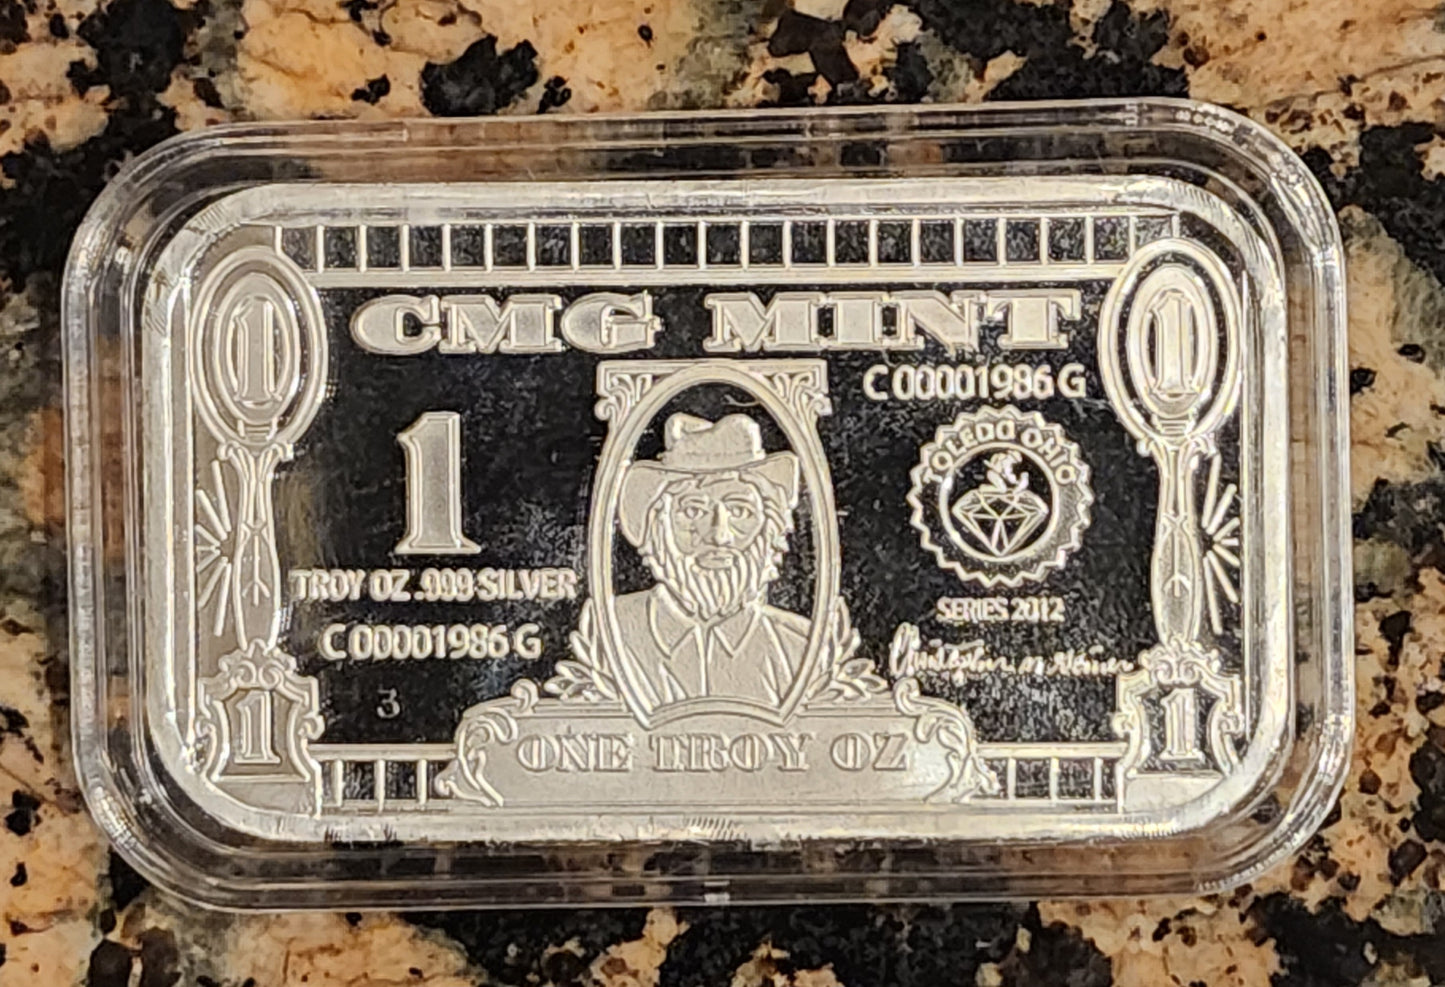 1 1
CMG MINT
C00001986G
TOLEDO OHIO
1
TROY OZ .999 SILVER
C00001986G
SERIES 2012
3
1 1
ONE TROY OZ